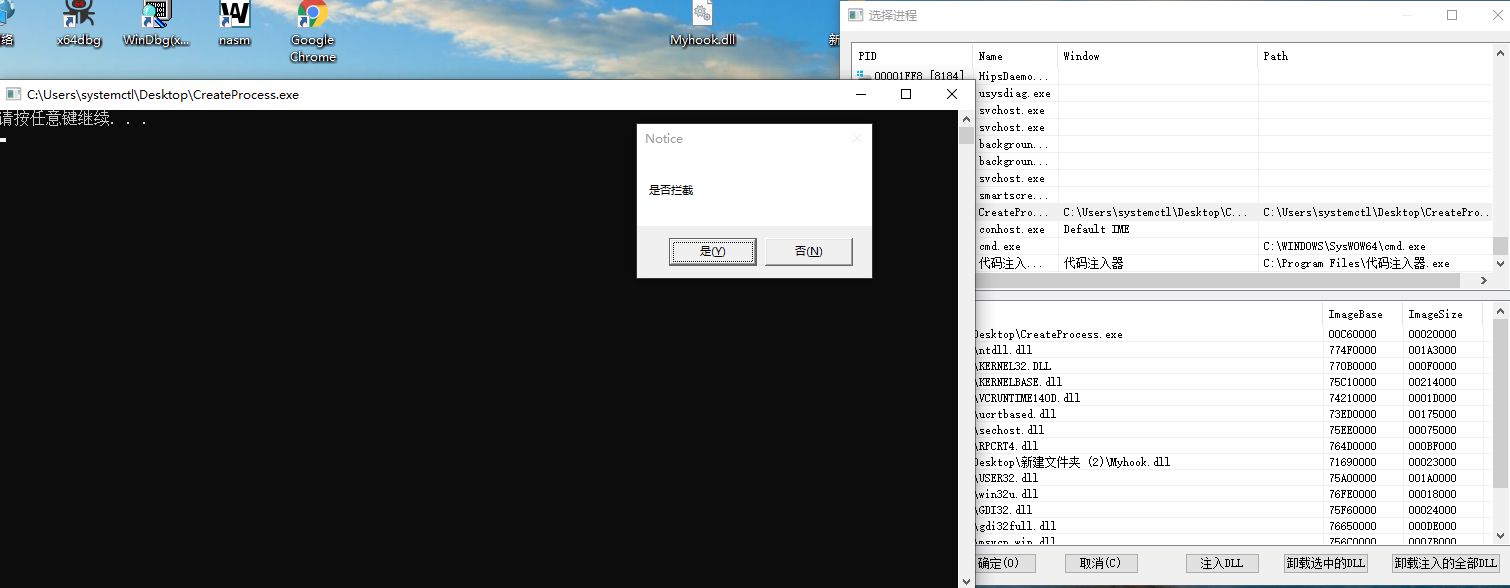 络
x64dbg
WinDbg(x...
nasm
Google
Chrome
Myhook.dll
新
选择进程
PID Name Window Path
00001FF8 [8184] HipsDaemo...
usysdiag.exe
svchost.exe
svchost.exe
backgroun...
backgroun...
svchost.exe
smartscre...
CreatePro... C:\Users\systemctl\Desktop\C... C:\Users\systemctl\Desktop\CreatePro..
conhost.exe Default IME
cmd.exe C:\WINDOWS\SysWOW64\cmd.exe
代码注入... 代码注入器 C:\Program Files\代码注入器.exe
C:\Users\systemctl\Desktop\CreateProcess.exe
请按任意键继续. . .
Notice
是否拦截
是(Y)
否(N)
ImageBase ImageSize
Desktop\CreateProcess.exe 00C60000 00020000
\ntdll.dll 774F0000 001A3000
\KERNEL32.DLL 770B0000 000F0000
\KERNELBASE.dll 75C10000 00214000
\VCRUNTIME140D.dll 74210000 0001D000
\ucrtbased.dll 73ED0000 00175000
\sechost.dll 75EE0000 00075000
\RPCRT4.dll 764D0000 000BF000
Desktop\新建文件夹 (2)\Myhook.dll 71690000 00023000
\USER32.dll 75A00000 001A0000
\win32u.dll 76FE0000 00018000
\GDI32.dll 75F60000 00024000
\gdi32full.dll 76650000 000DE000
\msvcp_win.dll 756C0000 0007B000
确定(O)
取消(C)
注入DLL
卸载选中的DLL
卸载注入的全部DLL